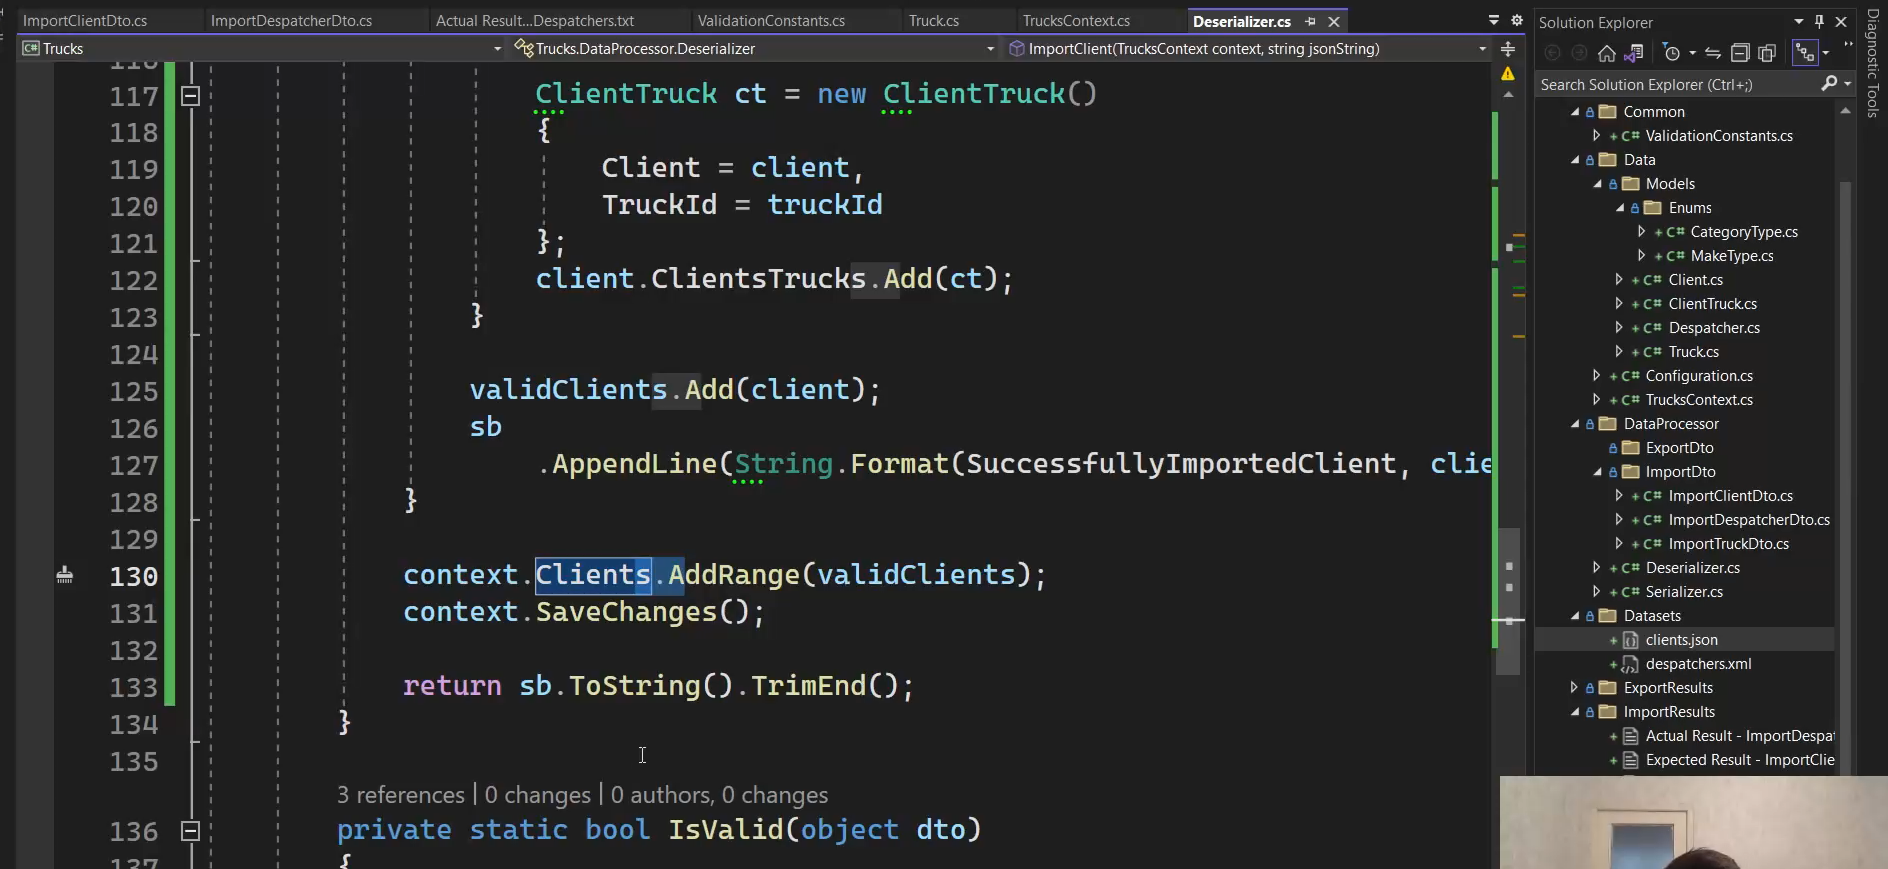 ImportClientDto.cs
ImportDespatcherDto.cs
Actual Result...Despatchers.txt
ValidationConstants.cs
Truck.cs
TrucksContext.cs
Deserializer.cs
Trucks
Trucks.DataProcessor.Deserializer
ImportClient(TrucksContext context, string jsonString)
117 ClientTruck ct = new ClientTruck()
118 {
119 Client = client,
120 TruckId = truckId
121 };
122 client.ClientsTrucks.Add(ct);
123 }
124
125 validClients.Add(client);
126 sb
127 .AppendLine(String.Format(SuccessfullyImportedClient, clie
128 }
129
130 context.Clients.AddRange(validClients);
131 context.SaveChanges();
132
133 return sb.ToString().TrimEnd();
134 }
135
3 references | 0 changes | 0 authors, 0 changes
136 private static bool IsValid(object dto)
137 {
Solution Explorer
Search Solution Explorer (Ctrl+;)
Common
C# ValidationConstants.cs
Data
Models
Enums
C# CategoryType.cs
C# MakeType.cs
C# Client.cs
C# ClientTruck.cs
C# Despatcher.cs
C# Truck.cs
C# Configuration.cs
C# TrucksContext.cs
DataProcessor
ExportDto
ImportDto
C# ImportClientDto.cs
C# ImportDespatcherDto.cs
C# ImportTruckDto.cs
C# Deserializer.cs
C# Serializer.cs
Datasets
clients.json
despatchers.xml
ExportResults
ImportResults
Actual Result - ImportDespat
Expected Result - ImportClie
Diagnostic Tools